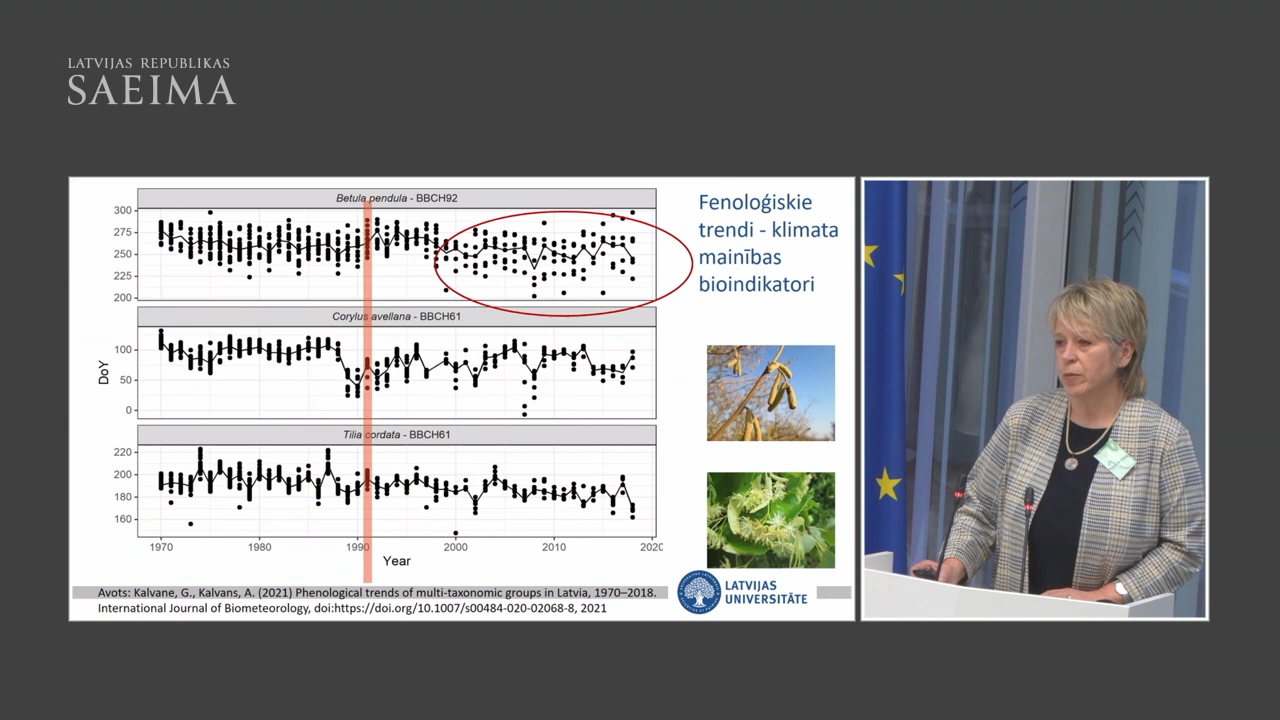 LATVIJAS REPUBLIKAS
SAEIMA
Betula pendula - BBCH92
300
275
250
225
200
Corylus avellana - BBCH61
100
50
0
DoY
Tilia cordata - BBCH61
220
200
180
160
1970
1980
1990
2000
2010
202
Year
Fenoloģiskie
trendi - klimata
mainības
bioindikatori
Avots: Kalvane, G., Kalvans, A. (2021) Phenological trends of multi-taxonomic groups in Latvia, 1970–2018.
International Journal of Biometeorology, doi:https://doi.org/10.1007/s00484-020-02068-8, 2021
LATVIJAS
UNIVERSITĀTE